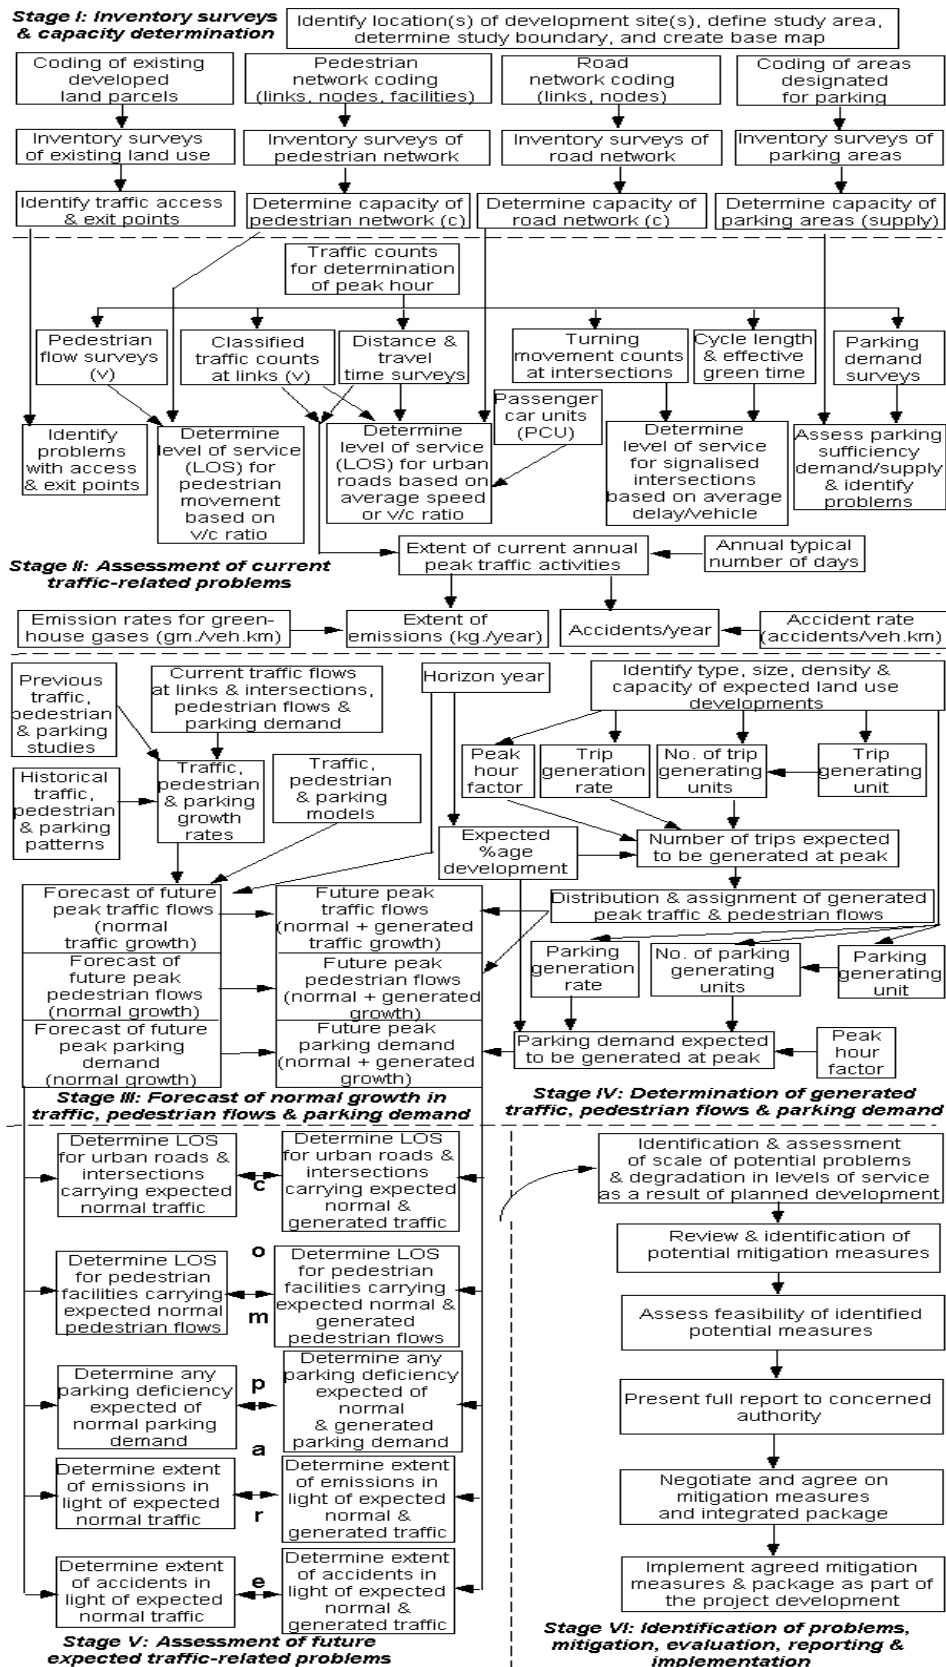 Stage I: Inventory surveys
& capacity determination
Identify location(s) of development site(s), define study area,
determine study boundary, and create base map
Coding of existing
developed
land parcels
Pedestrian
network coding
(links, nodes, facilities)
Road
network coding
(links, nodes)
Coding of areas
designated
for parking
Inventory surveys
of existing land use
Inventory surveys of
pedestrian network
Inventory surveys of
road network
Inventory surveys of
parking areas
Identify traffic access
& exit points
Determine capacity of
pedestrian network (c)
Determine capacity of
road network (c)
Determine capacity of
parking areas (supply)
Traffic counts
for determination
of peak hour
Pedestrian
flow surveys
(v)
Classified
traffic counts
at links (v)
Distance &
travel
time surveys
Turning
movement counts
at intersections
Cycle length
& effective
green time
Parking
demand
surveys
Passenger
car units
(PCU)
Identify
problems
with access
& exit points
Determine
level of service
(LOS) for
pedestrian
movement
based on
v/c ratio
Determine
level of service
(LOS) for urban
roads based on
average speed
or v/c ratio
Determine
level of service
for signalised
intersections
based on average
delay/vehicle
Assess parking
sufficiency
demand/supply
& identify
problems
Stage II: Assessment of current
traffic-related problems
Extent of current annual
peak traffic activities
Annual typical
number of days
Emission rates for green-
house gases (gm./veh.km)
Extent of
emissions (kg./year)
Accidents/year
Accident rate
(accidents/veh.km)
Previous
traffic,
pedestrian
& parking
studies
Current traffic flows
at links & intersections,
pedestrian flows &
parking demand
Horizon year
Identify type, size, density &
capacity of expected land use
developments
Historical
traffic,
pedestrian
& parking
patterns
Traffic,
pedestrian
& parking
growth
rates
Traffic,
pedestrian
& parking
models
Peak
hour
factor
Trip
generation
rate
No. of trip
generating
units
Trip
generating
unit
Expected
%age
development
Number of trips expected
to be generated at peak
Forecast of future
peak traffic flows
(normal
traffic growth)
Future peak
traffic flows
(normal + generated
traffic growth)
Distribution & assignment of generated
peak traffic & pedestrian flows
Forecast of
future peak
pedestrian flows
(normal growth)
Future peak
pedestrian flows
(normal + generated
growth)
Parking
generation
rate
No. of parking
generating
units
Parking
generating
unit
Forecast of future
peak parking
demand
(normal growth)
Future peak
parking demand
(normal + generated
growth)
Parking demand expected
to be generated at peak
Peak
hour
factor
Stage III: Forecast of normal growth in
traffic, pedestrian flows & parking demand
Stage IV: Determination of generated
traffic, pedestrian flows & parking demand
Determine LOS
for urban roads &
intersections
carrying expected
normal traffic
c
Determine LOS
for urban roads &
intersections
carrying expected
normal &
generated traffic
o
Determine LOS
for pedestrian
facilities carrying
expected normal
pedestrian flows
m
Determine LOS
for pedestrian
facilities carrying
expected normal &
generated
pedestrian flows
p
Determine any
parking deficiency
expected of
normal parking
demand
a
Determine any
parking deficiency
expected of
normal
& generated
parking demand
Determine extent
of emissions in
light of expected
normal traffic
r
Determine extent
of emissions in
light of expected
normal &
generated traffic
Determine extent
of accidents in
light of expected
normal traffic
e
Determine extent
of accidents in
light of expected
normal &
generated traffic
Stage V: Assessment of future
expected traffic-related problems
Identification & assessment
of scale of potential problems
& degradation in levels of service
as a result of planned development
Review & identification of
potential mitigation measures
Assess feasibility of identified
potential measures
Present full report to concerned
authority
Negotiate and agree on
mitigation measures
and integrated package
Implement agreed mitigation
measures & package as part of
the project development
Stage VI: Identification of problems,
mitigation, evaluation, reporting &
implementation